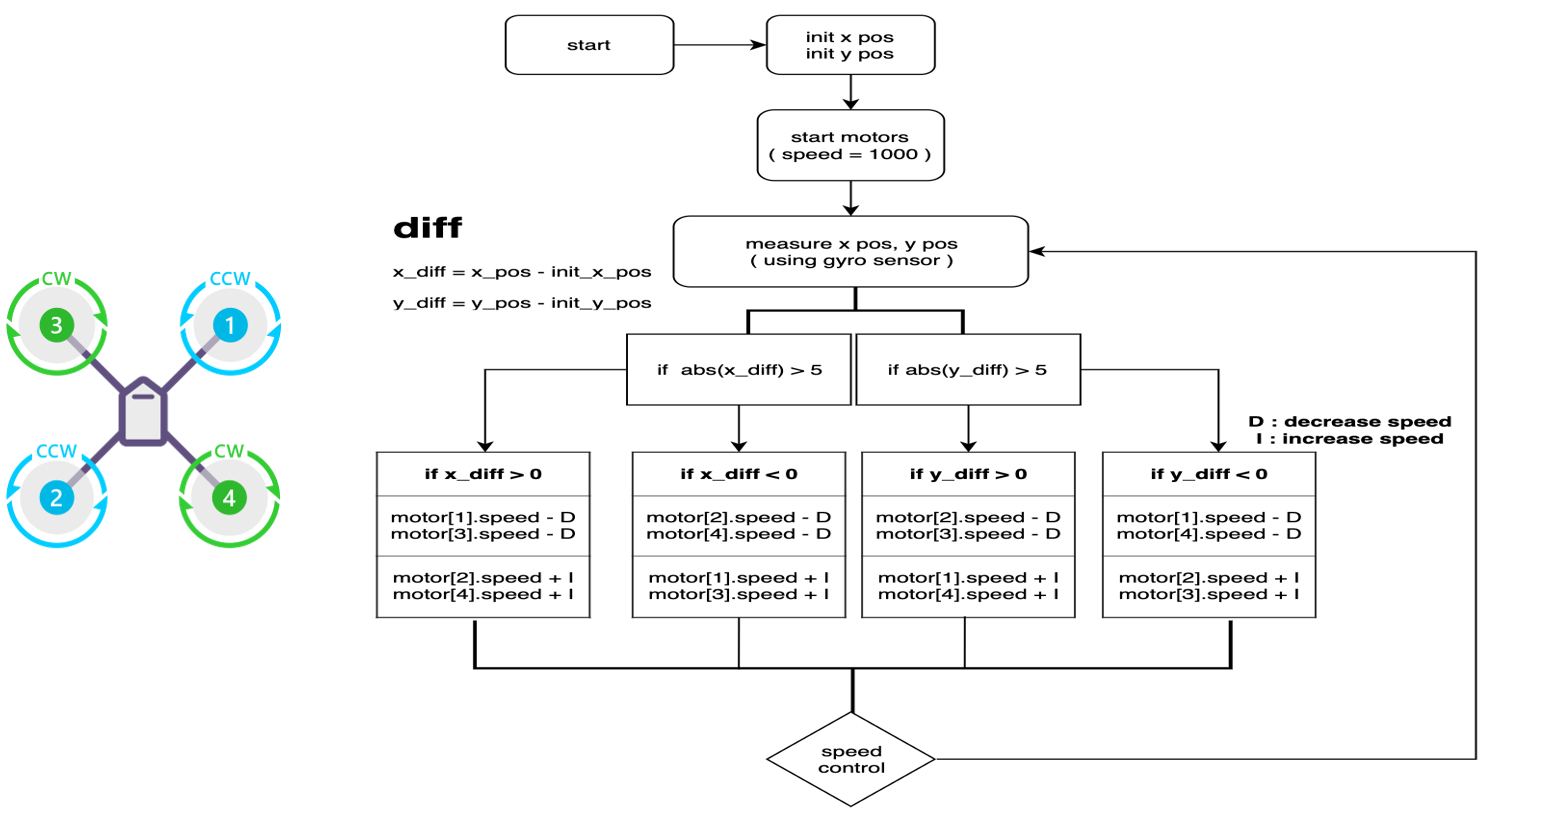 start
init x pos
init y pos
start motors
( speed = 1000 )
diff
x_diff = x_pos - init_x_pos
y_diff = y_pos - init_y_pos
measure x pos, y pos
( using gyro sensor )
CW
3
CCW
1
CCW
2
CW
4
if abs(x_diff) > 5
if abs(y_diff) > 5
D : decrease speed
I : increase speed
if x_diff > 0
motor[1].speed - D
motor[3].speed - D
motor[2].speed + I
motor[4].speed + I
if x_diff < 0
motor[2].speed - D
motor[4].speed - D
motor[1].speed + I
motor[3].speed + I
if y_diff > 0
motor[2].speed - D
motor[3].speed - D
motor[1].speed + I
motor[4].speed + I
if y_diff < 0
motor[1].speed - D
motor[4].speed - D
motor[2].speed + I
motor[3].speed + I
speed
control